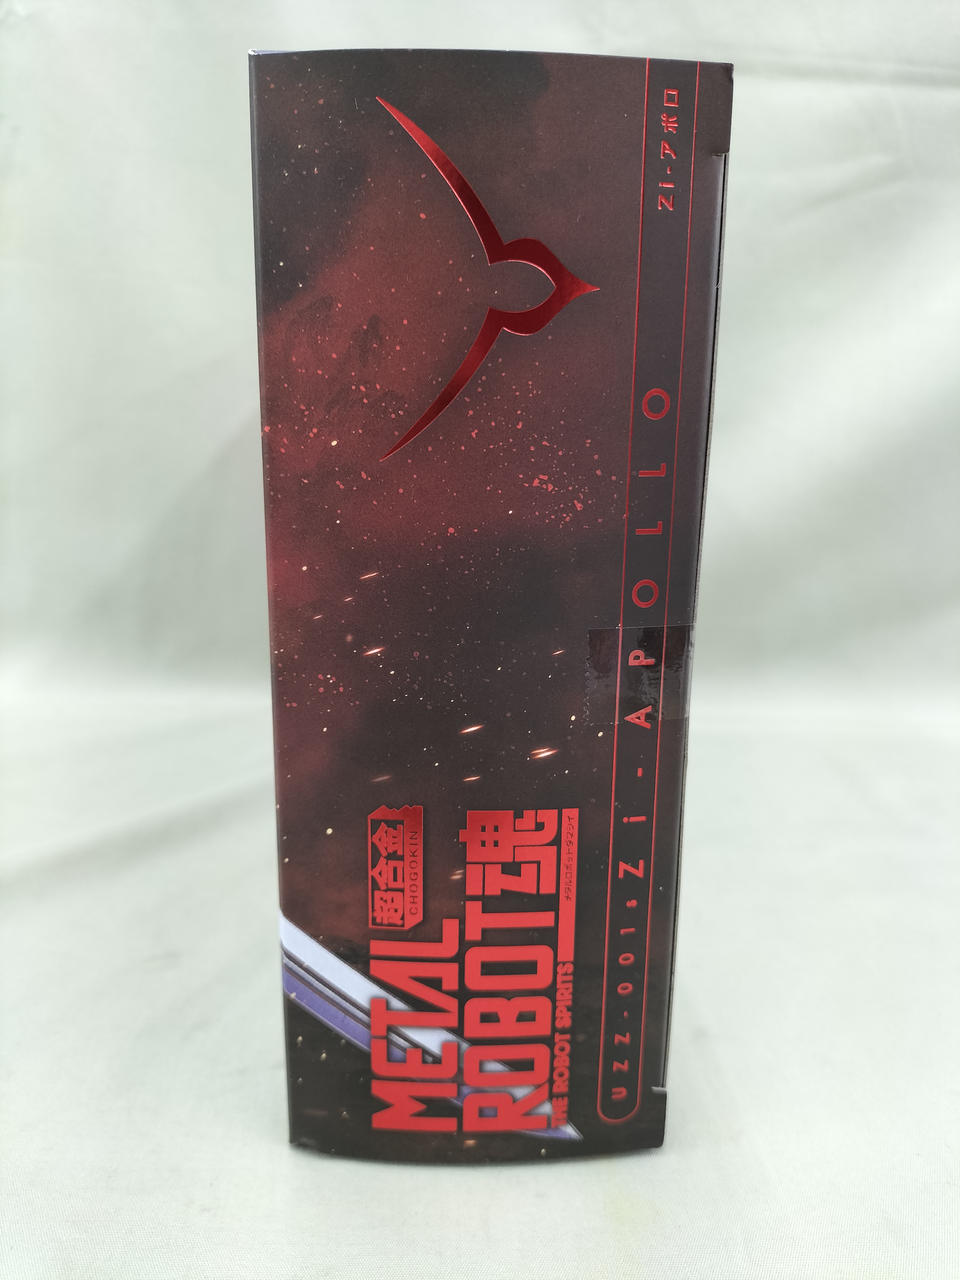 超合金
CHOGOKIN
METAL
ROBOT魂
THE ROBOT SPIRITS
メタルロボットダマシイ
UZZ-001s Zi-APOLLO
Zi-アポロ